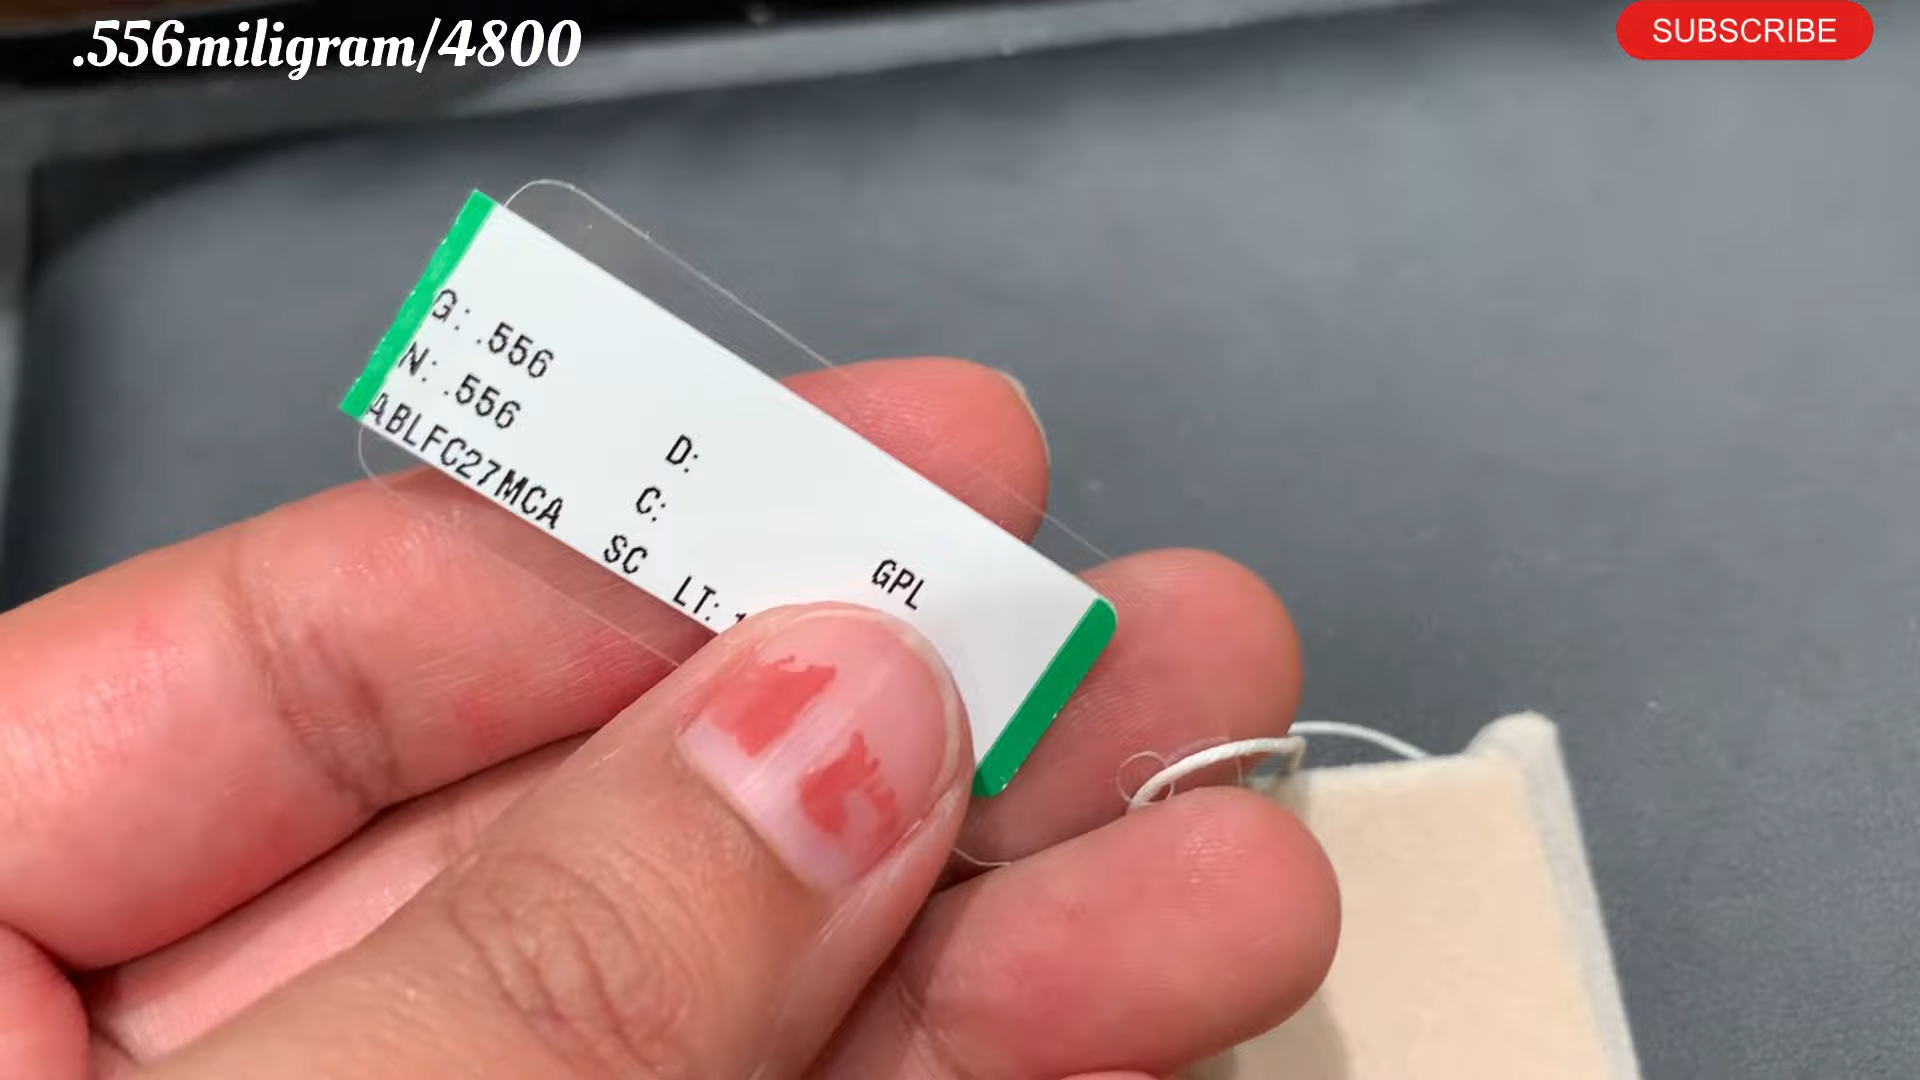 .556miligram/4800
SUBSCRIBE
G: .556
N: .556
ABLFC27MCA
D:
C:
SC LT:
GPL